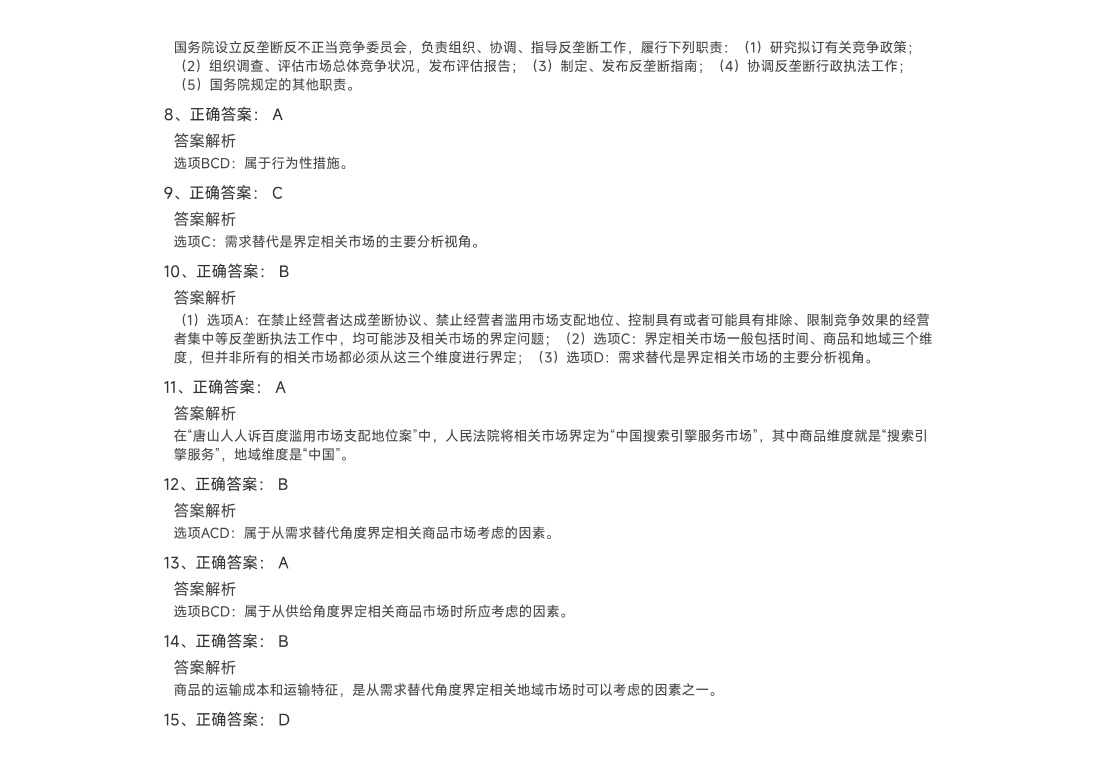 国务院设立反垄断反不正当竞争委员会，负责组织、协调、指导反垄断工作，履行下列职责：（1）研究拟订有关竞争政策；
（2）组织调查、评估市场总体竞争状况，发布评估报告；（3）制定、发布反垄断指南；（4）协调反垄断行政执法工作；
（5）国务院规定的其他职责。
8、正确答案： A
答案解析
选项BCD：属于行为性措施。
9、正确答案： C
答案解析
选项C：需求替代是界定相关市场的主要分析视角。
10、正确答案： B
答案解析
（1）选项A：在禁止经营者达成垄断协议、禁止经营者滥用市场支配地位、控制具有或者可能具有排除、限制竞争效果的经营
者集中等反垄断执法工作中，均可能涉及相关市场的界定问题；（2）选项C：界定相关市场一般包括时间、商品和地域三个维
度，但并非所有的相关市场都必须从这三个维度进行界定；（3）选项D：需求替代是界定相关市场的主要分析视角。
11、正确答案： A
答案解析
在“唐山人人诉百度滥用市场支配地位案”中，人民法院将相关市场界定为“中国搜索引擎服务市场”，其中商品维度就是“搜索引
擎服务”，地域维度是“中国”。
12、正确答案： B
答案解析
选项ACD：属于从需求替代角度界定相关商品市场考虑的因素。
13、正确答案： A
答案解析
选项BCD：属于从供给角度界定相关商品市场时所应考虑的因素。
14、正确答案： B
答案解析
商品的运输成本和运输特征，是从需求替代角度界定相关地域市场时可以考虑的因素之一。
15、正确答案： D